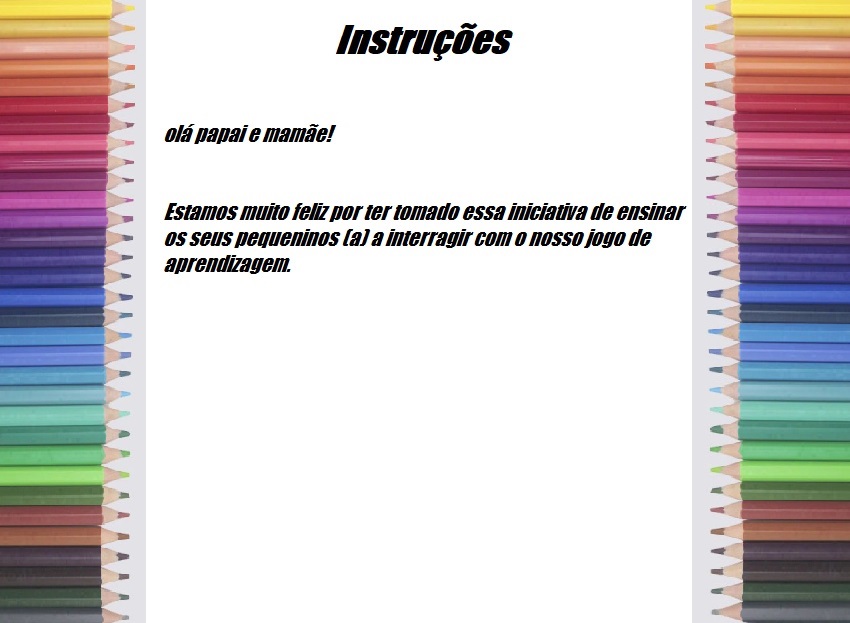 Instruções
olá papai e mamãe!
Estamos muito feliz por ter tomado essa iniciativa de ensinar
os seus pequeninos (a) a interragir com o nosso jogo de
aprendizagem.